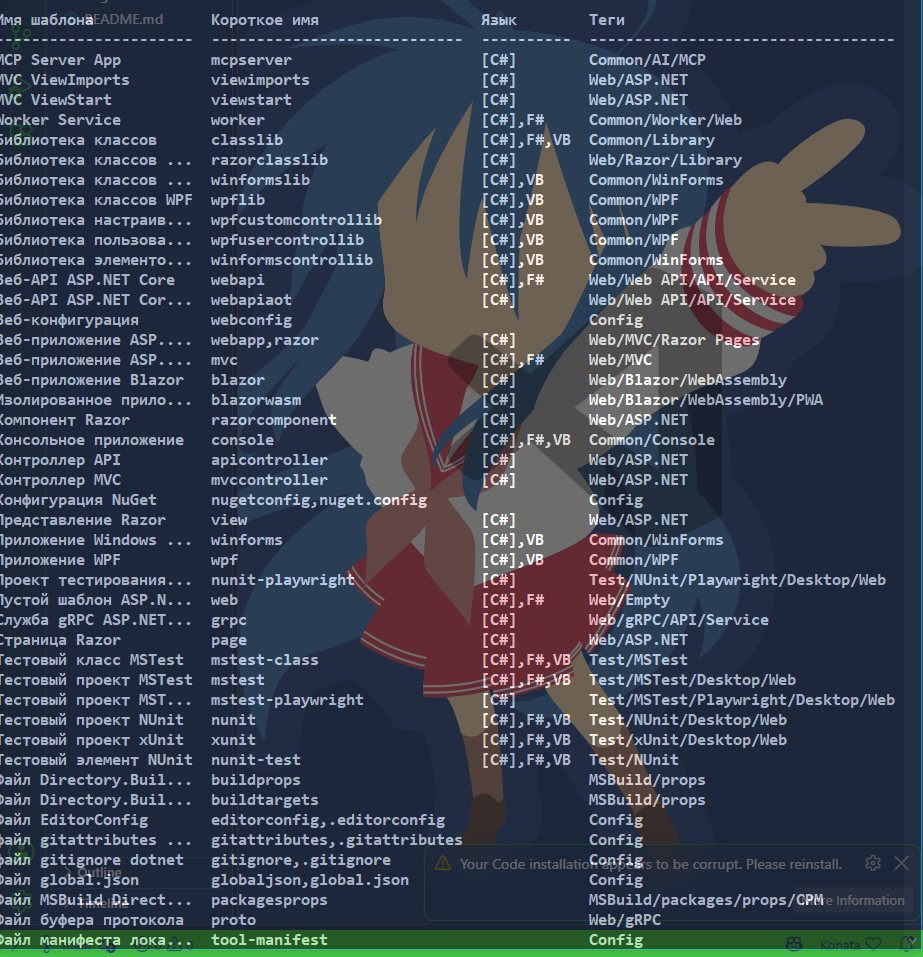 README.md
Имя шаблона Короткое имя Язык Теги
MCP Server App mcpserver [C#] Common/AI/MCP
MVC ViewImports viewimports [C#] Web/ASP.NET
MVC ViewStart viewstart [C#] Web/ASP.NET
Worker Service worker [C#],F# Common/Worker/Web
Библиотека классов classlib [C#],F#,VB Common/Library
Библиотека классов ... razorclasslib [C#] Web/Razor/Library
Библиотека классов ... winformslib [C#],VB Common/WinForms
Библиотека классов WPF wpflib [C#],VB Common/WPF
Библиотека настраив... wpfcustomcontrollib [C#],VB Common/WPF
Библиотека пользова... wpfusercontrollib [C#],VB Common/WPF
Библиотека элементо... winformscontrollib [C#],VB Common/WinForms
Веб-API ASP.NET Core webapi [C#],F# Web/Web API/API/Service
Веб-API ASP.NET Cor... webapiaot [C#] Web/Web API/API/Service
Веб-конфигурация webconfig Config
Веб-приложение ASP.... webapp,razor [C#] Web/MVC/Razor Pages
Веб-приложение ASP.... mvc [C#],F# Web/MVC
Веб-приложение Blazor blazor [C#] Web/Blazor/WebAssembly
Изолированное прило... blazorwasm [C#] Web/Blazor/WebAssembly/PWA
Компонент Razor razorcomponent [C#] Web/ASP.NET
Консольное приложение console [C#],F#,VB Common/Console
Контроллер API apicontroller [C#] Web/ASP.NET
Контроллер MVC mvccontroller [C#] Web/ASP.NET
Конфигурация NuGet nugetconfig,nuget.config Config
Представление Razor view [C#] Web/ASP.NET
Приложение Windows ... winforms [C#],VB Common/WinForms
Приложение WPF wpf [C#],VB Common/WPF
Проект тестирования... nunit-playwright [C#] Test/NUnit/Playwright/Desktop/Web
Пустой шаблон ASP.N... web [C#],F# Web/Empty
Служба gRPC ASP.NET... grpc [C#] Web/gRPC/API/Service
Страница Razor page [C#] Web/ASP.NET
Тестовый класс MSTest mstest-class [C#],F#,VB Test/MSTest
Тестовый проект MSTest mstest [C#],F#,VB Test/MSTest/Desktop/Web
Тестовый проект MST... mstest-playwright [C#] Test/MSTest/Playwright/Desktop/Web
Тестовый проект NUnit nunit [C#],F#,VB Test/NUnit/Desktop/Web
Тестовый проект xUnit xunit [C#],F#,VB Test/xUnit/Desktop/Web
Тестовый элемент NUnit nunit-test [C#],F#,VB Test/NUnit
Файл Directory.Buil... buildprops MSBuild/props
Файл Directory.Buil... buildtargets MSBuild/props
Файл EditorConfig editorconfig,.editorconfig Config
Файл gitattributes ... gitattributes,.gitattributes Config
Файл gitignore dotnet gitignore,.gitignore Config
Your Code installation appears to be corrupt. Please reinstall.
Outline
Файл global.json globaljson,global.json Config
Файл MSBuild Direct... packagesprops MSBuild/packages/props/CPM
Timeline
Information
Файл буфера протокола proto Web/gRPC
Файл манифеста лока... tool-manifest Config
Konata